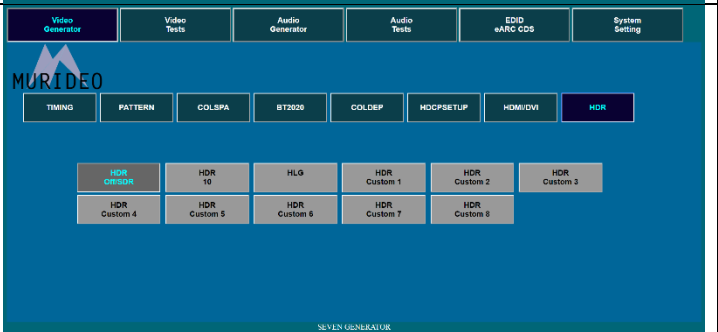 Video Generator
Video Tests
Audio Generator
Audio Tests
EDID eARC CDS
System Setting
MURIDEO
TIMING
PATTERN
COLSPA
BT2020
COLDEP
HDCPSETUP
HDMI/DVI
HDR
HDR Off/SDR
HDR 10
HLG
HDR Custom 1
HDR Custom 2
HDR Custom 3
HDR Custom 4
HDR Custom 5
HDR Custom 6
HDR Custom 7
HDR Custom 8
SEVEN GENERATOR